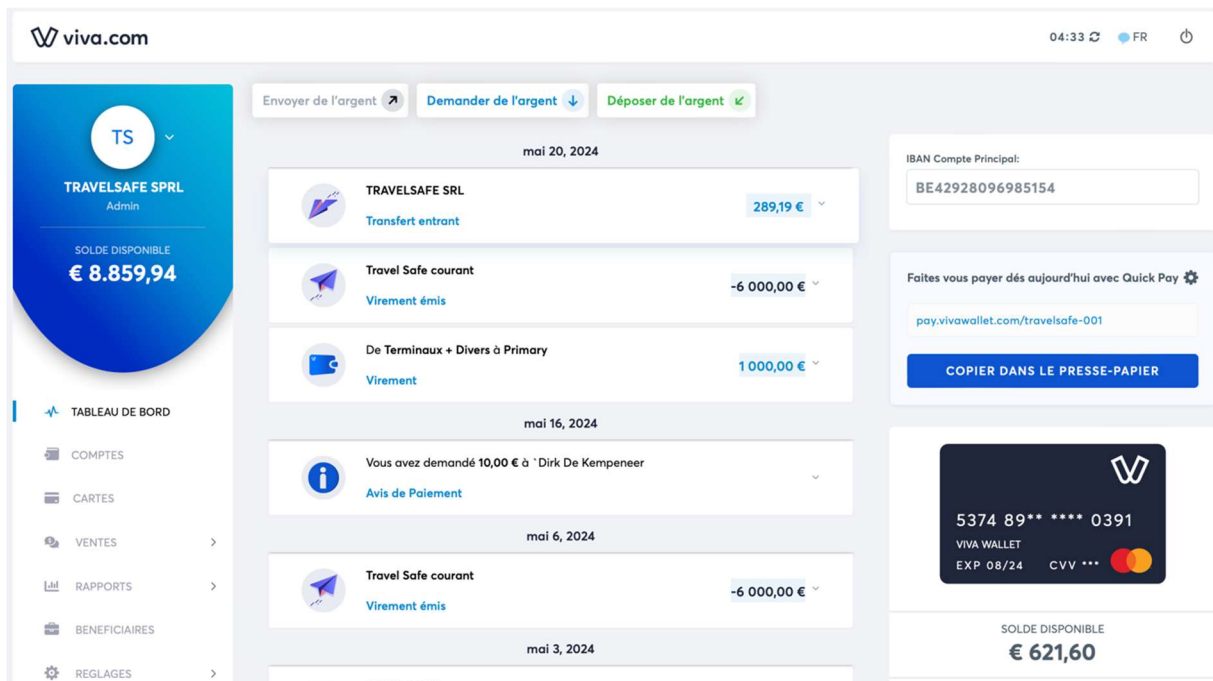 viva.com
04:33
FR
TS
TRAVELSAFE SPRL
Admin
SOLDE DISPONIBLE
€ 8.859,94
TABLEAU DE BORD
COMPTES
CARTES
VENTES
RAPPORTS
BENEFICIAIRES
REGLAGES
Envoyer de l'argent
Demander de l'argent
Déposer de l'argent
mai 20, 2024
TRAVELSAFE SRL
Transfert entrant
289,19 €
Travel Safe courant
Virement émis
-6 000,00 €
De Terminaux + Divers à Primary
Virement
1 000,00 €
mai 16, 2024
Vous avez demandé 10,00 € à `Dirk De Kempeneer
Avis de Paiement
mai 6, 2024
Travel Safe courant
Virement émis
-6 000,00 €
mai 3, 2024
IBAN Compte Principal:
BE42928096985154
Faites vous payer dés aujourd'hui avec Quick Pay
pay.vivawallet.com/travelsafe-001
COPIER DANS LE PRESSE-PAPIER
5374 89** **** 0391
VIVA WALLET
EXP 08/24 CVV ***
SOLDE DISPONIBLE
€ 621,60